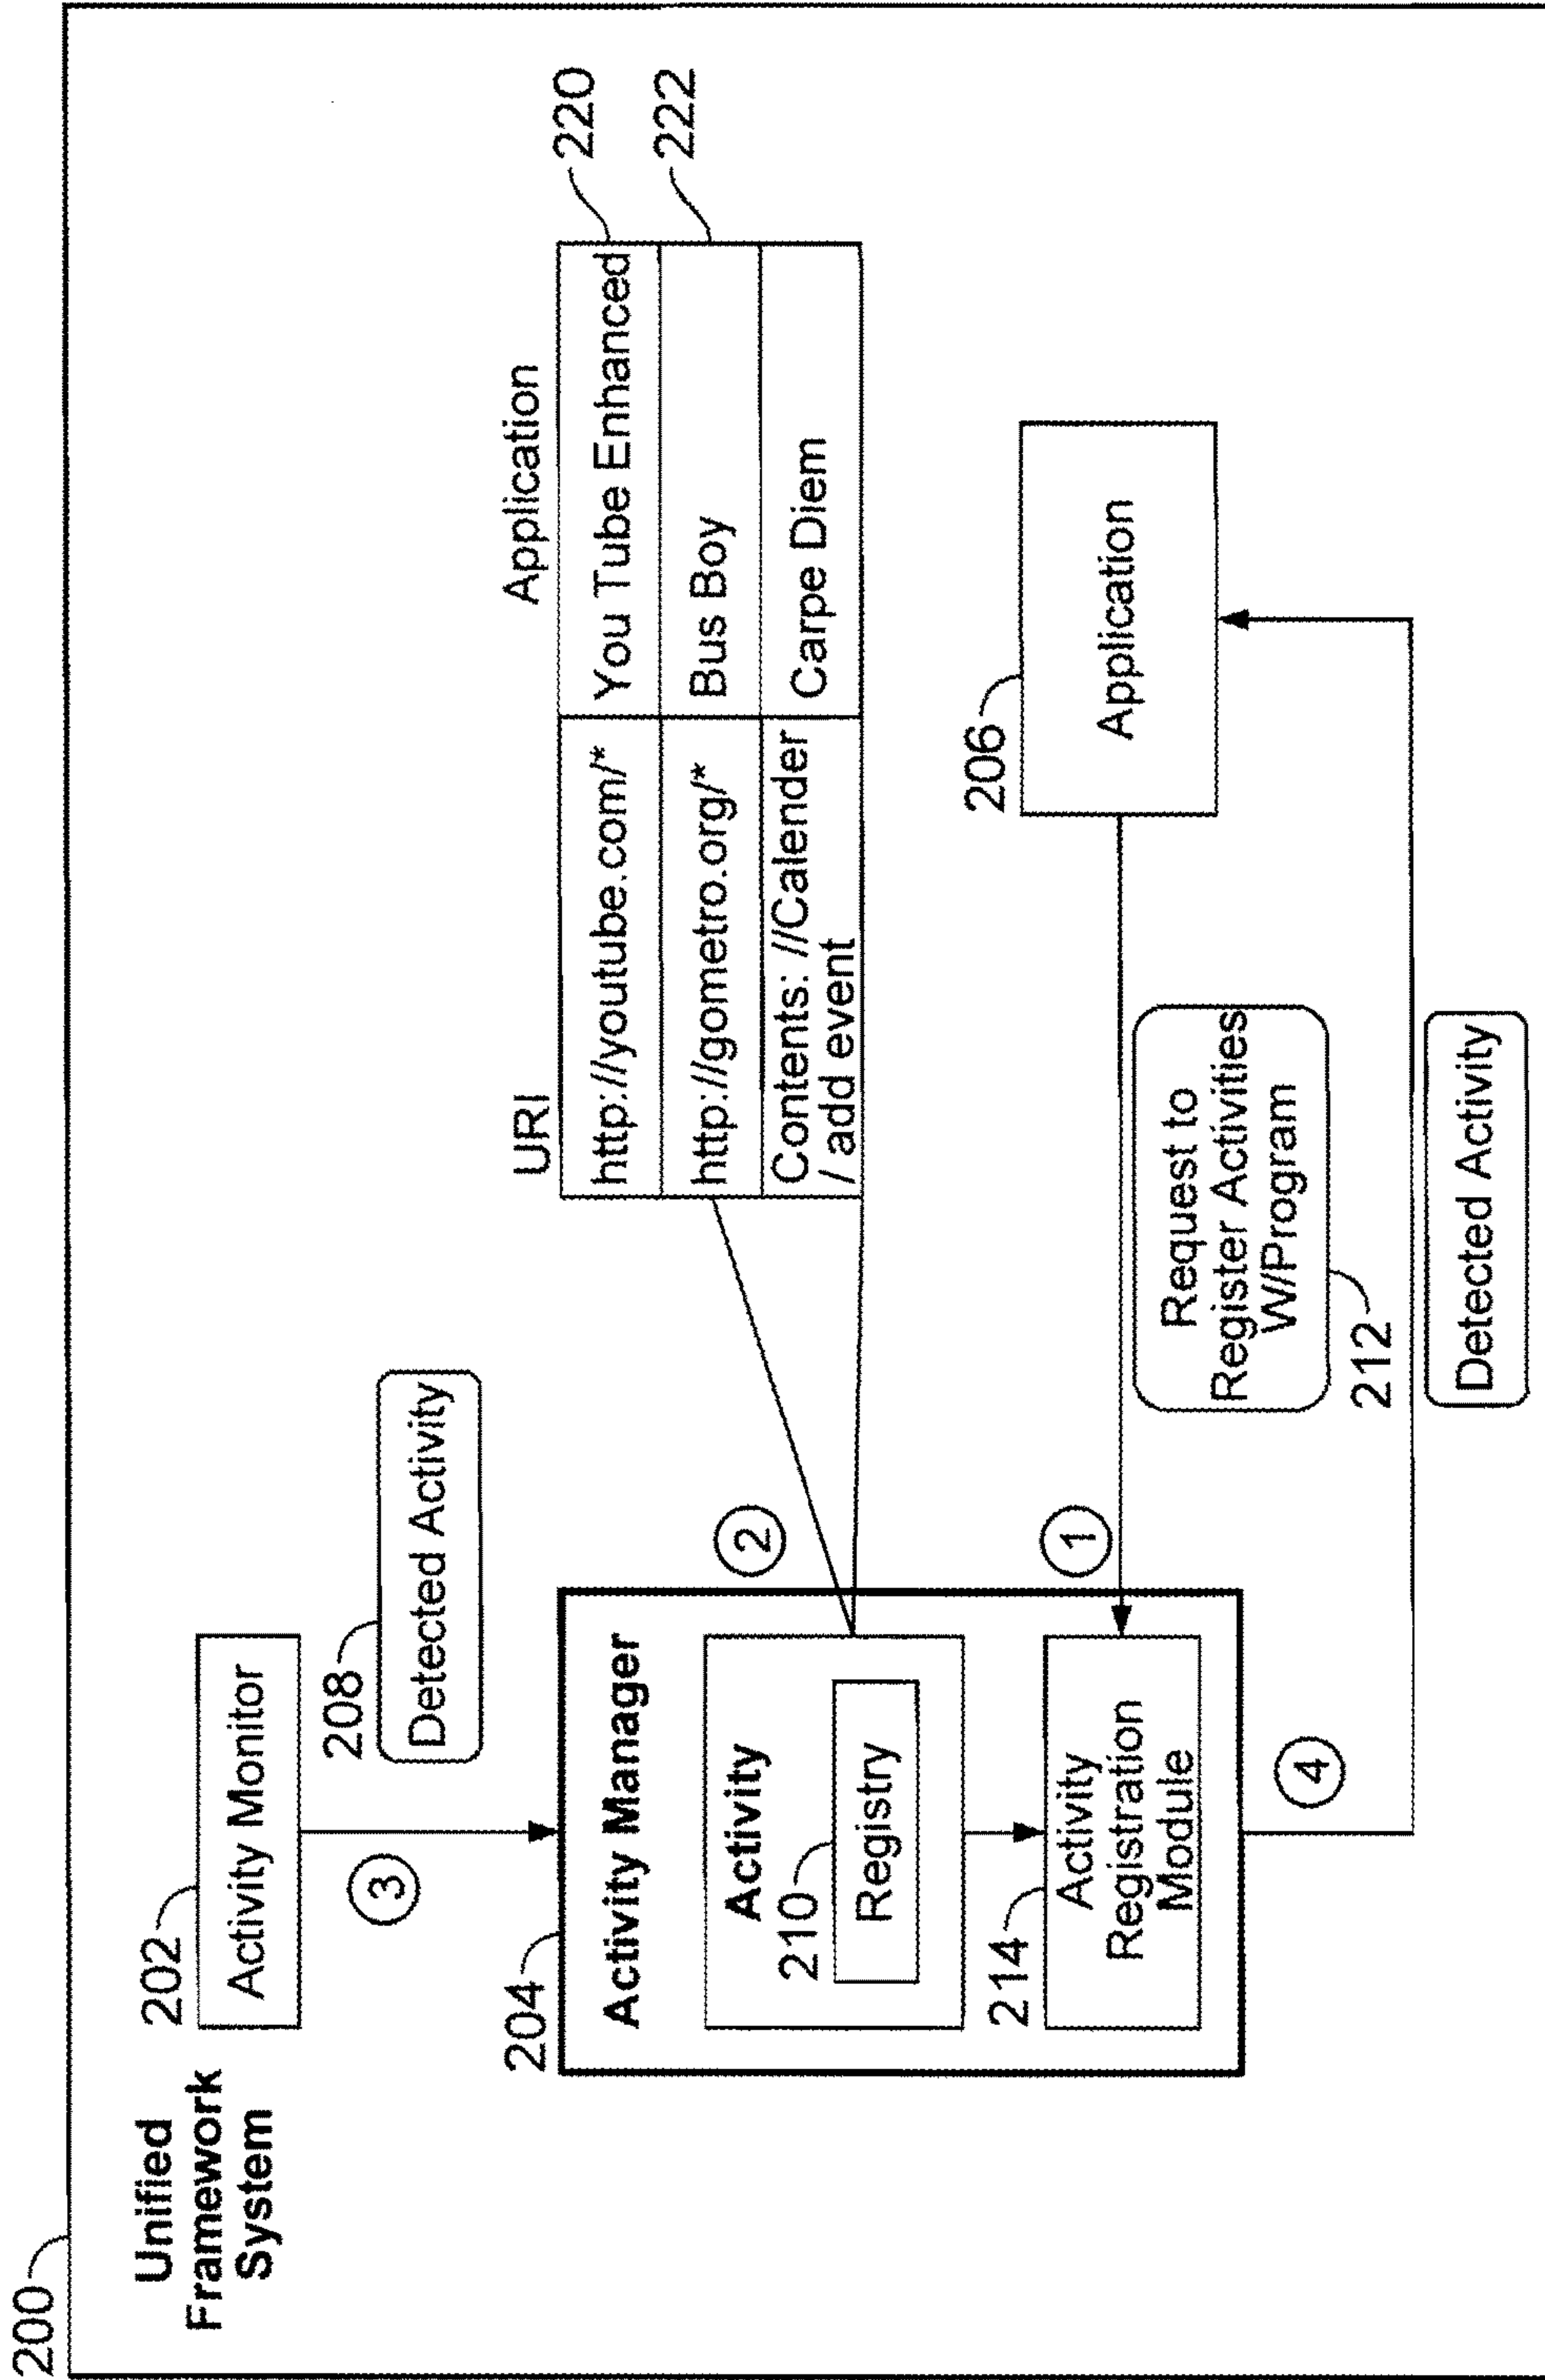 200
Unified
Framework
System
202
Activity Monitor
3
208
Detected Activity
204
Activity Manager
Activity
210
Registry
214
Activity
Registration
Module
2
1
4
URI
Application
http://youtube.com/*
You Tube Enhanced
220
http://gometro.org/*
Bus Boy
222
Contents: //Calender
/ add event
Carpe Diem
206
Application
Request to
Register Activities
W/Program
212
Detected Activity